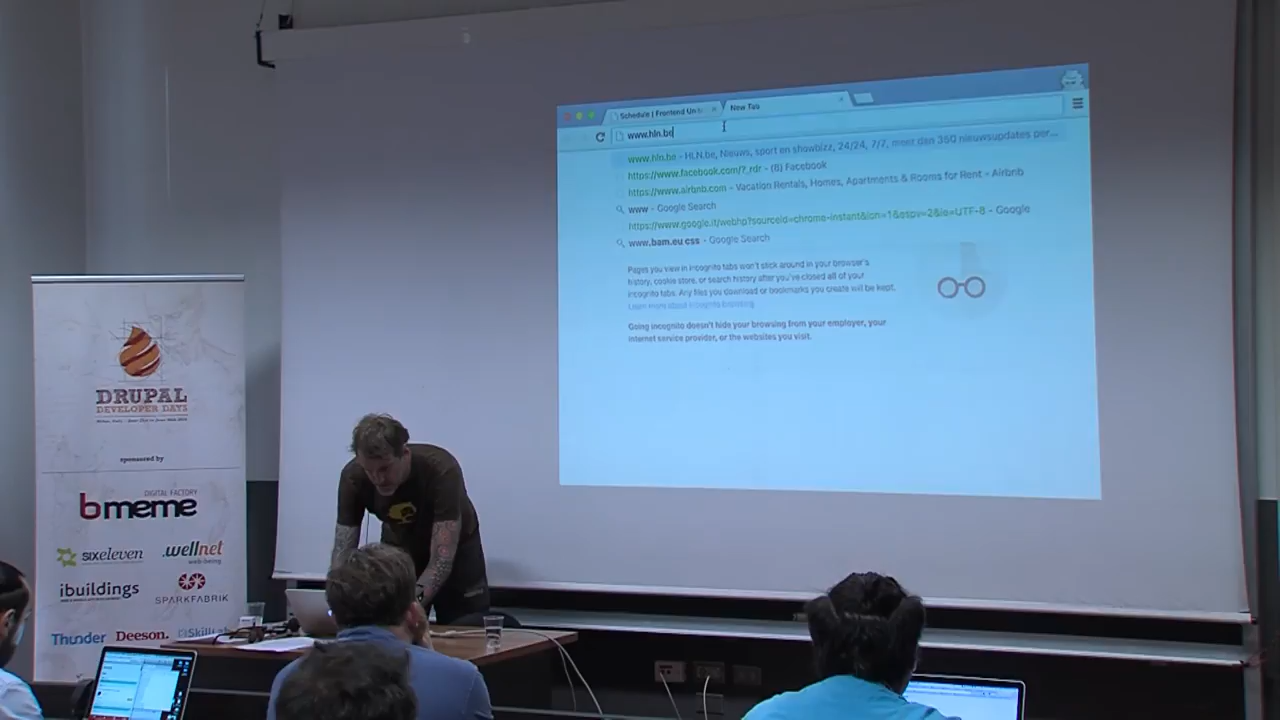 Schedule | Frontend Un
New Tab
www.hln.be
www.hln.be - HLN.be, Nieuws, sport en showbizz, 24/24, 7/7, meer dan 350 nieuwsupdates per...
https://www.facebook.com/?_rdr - (8) Facebook
https://www.airbnb.com - Vacation Rentals, Homes, Apartments & Rooms for Rent - Airbnb
www - Google Search
https://www.google.it/webhp?sourceid=chrome-instant&ion=1&espv=2&ie=UTF-8 - Google
www.bam.eu css - Google Search
Pages you view in incognito tabs won't stick around in your browser's
history, cookie store, or search history after you've closed all of your
incognito tabs. Any files you download or bookmarks you create will be kept.
Learn more about incognito browsing
Going incognito doesn't hide your browsing from your employer, your
internet service provider, or the websites you visit.
DRUPAL
DEVELOPER DAYS
sponsored by
DIGITAL FACTORY
bmeme
sixeleven
.wellnet
web-being
ibuildings
SPARKFABRIK
Thunder
Deeson.